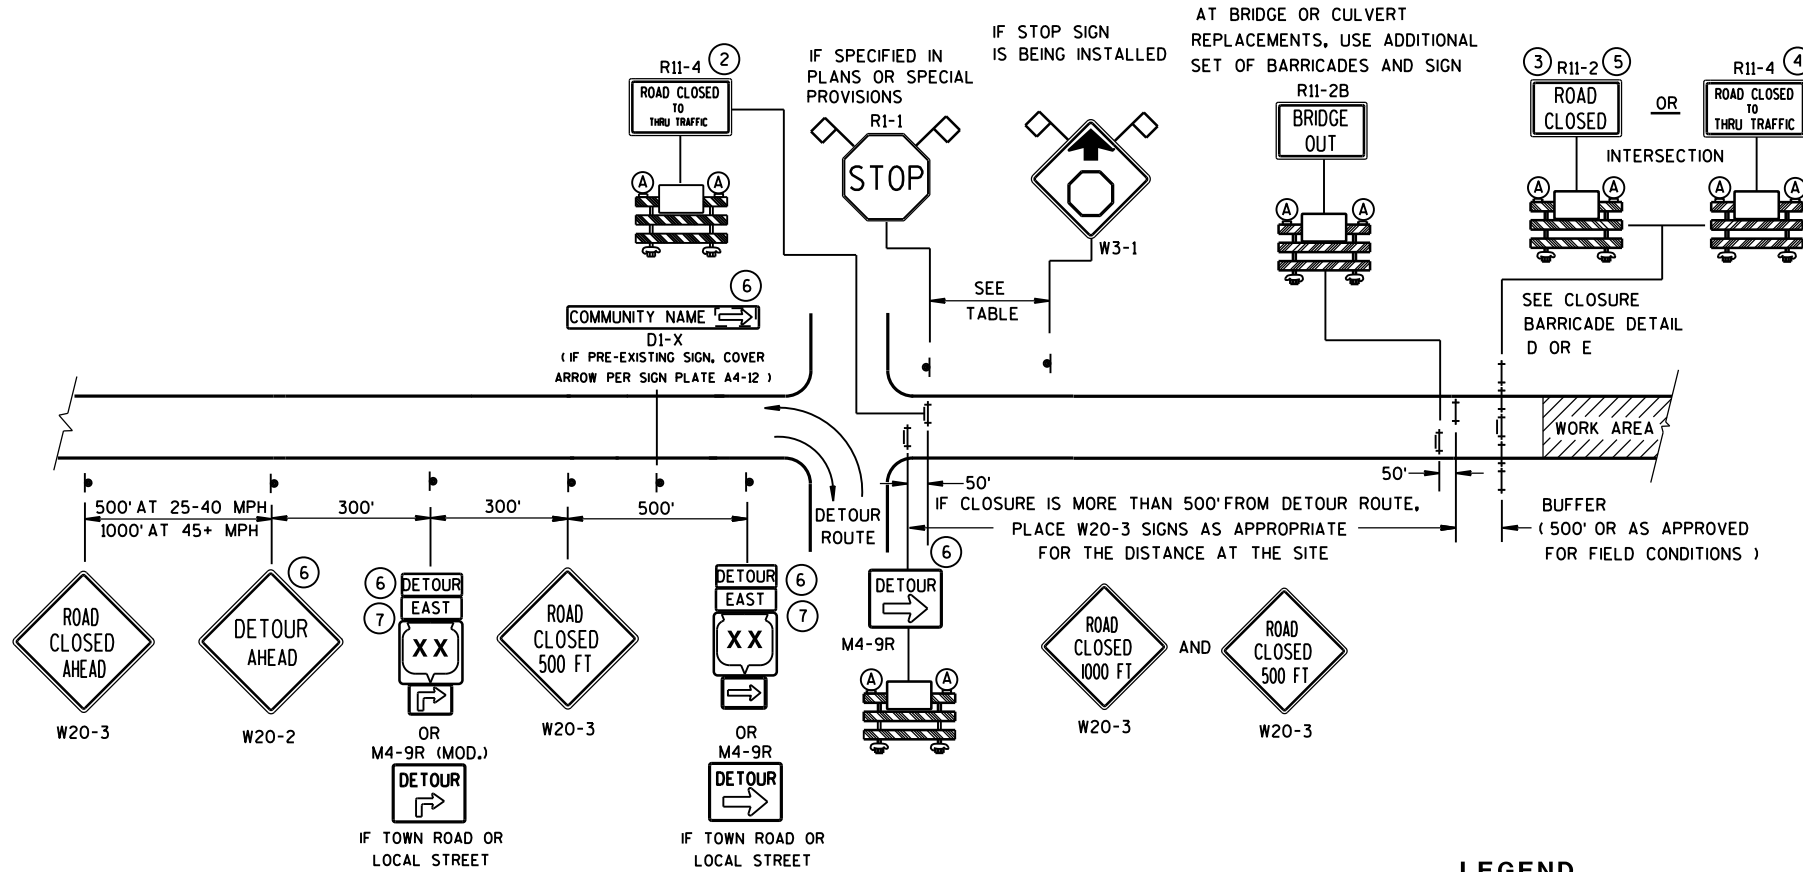 R11-4
2
ROAD CLOSED
TO
THRU TRAFFIC
A
A
IF SPECIFIED IN
PLANS OR SPECIAL
PROVISIONS
R1-1
STOP
IF STOP SIGN
IS BEING INSTALLED
W3-1
SEE
TABLE
AT BRIDGE OR CULVERT
REPLACEMENTS, USE ADDITIONAL
SET OF BARRICADES AND SIGN
R11-2B
BRIDGE
OUT
A
A
3 R11-2 5
ROAD
CLOSED
OR
R11-4
4
ROAD CLOSED
TO
THRU TRAFFIC
INTERSECTION
A
A
A
A
SEE CLOSURE
BARRICADE DETAIL
D OR E
6
COMMUNITY NAME
D1-X
(IF PRE-EXISTING SIGN, COVER
ARROW PER SIGN PLATE A4-12 )
WORK AREA
500' AT 25-40 MPH
1000' AT 45+ MPH
300'
300'
500'
DETOUR
ROUTE
50'
50'
IF CLOSURE IS MORE THAN 500' FROM DETOUR ROUTE,
PLACE W20-3 SIGNS AS APPROPRIATE
FOR THE DISTANCE AT THE SITE
BUFFER
( 500' OR AS APPROVED
FOR FIELD CONDITIONS )
ROAD
CLOSED
AHEAD
W20-3
6
DETOUR
AHEAD
W20-2
6
7
DETOUR
EAST
XX
OR
M4-9R (MOD.)
DETOUR
IF TOWN ROAD OR
LOCAL STREET
ROAD
CLOSED
500 FT
W20-3
DETOUR
EAST
XX
6
7
OR
M4-9R
DETOUR
IF TOWN ROAD OR
LOCAL STREET
6
DETOUR
M4-9R
A
A
ROAD
CLOSED
1000 FT
W20-3
AND
ROAD
CLOSED
500 FT
W20-3
LEGEND